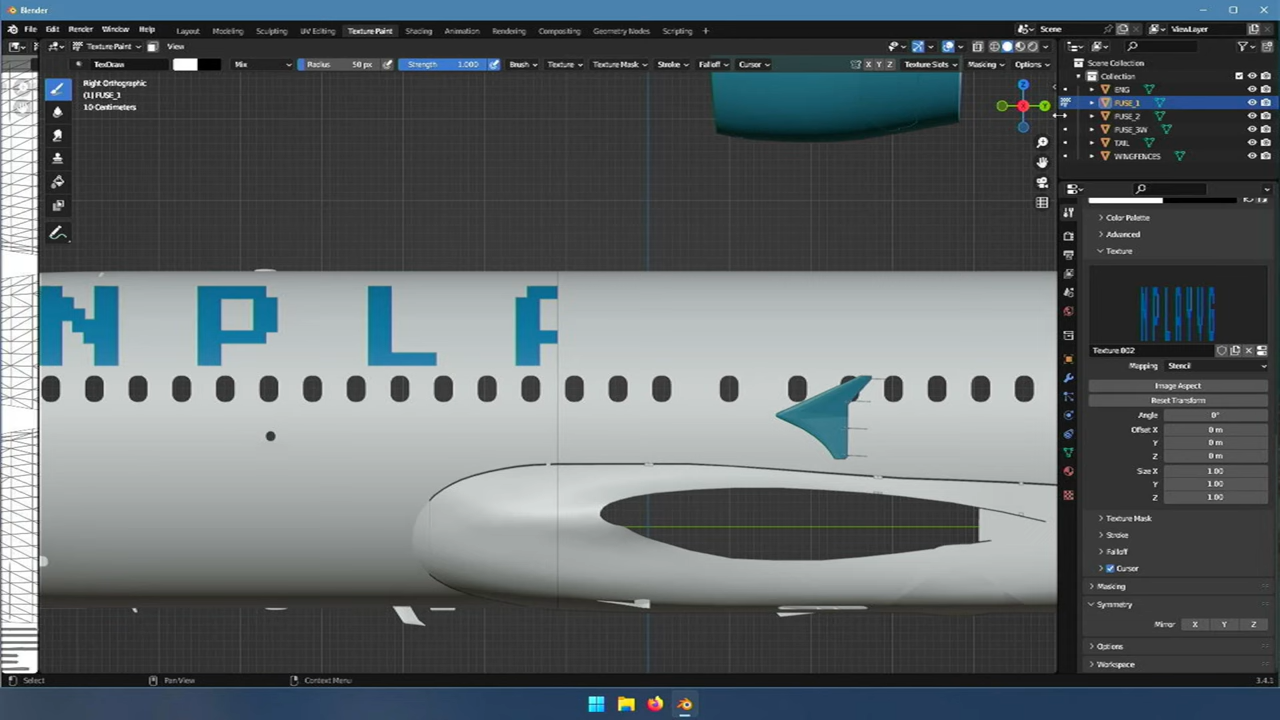 Blender
File Edit Render Window Help Layout Modeling Sculpting UV Editing Texture Paint Shading Animation Rendering Compositing Geometry Nodes Scripting + Scene ViewLayer
Texture Paint View
TexDraw Mix Radius 50 px Strength 1.000 Brush Texture Texture Mask Stroke Falloff Cursor X Y Z Texture Slots Masking Options
Right Orthographic
(1) FUSE_1
10 Centimeters
Z
X
Y
N P L A
Scene Collection
Collection
ENG
FUSE_1
FUSE_2
FUSE_3W
TAIL
WINGFENCES
Color Palette
Advanced
Texture
NPLAYVG
Texture.002
Mapping Stencil
Image Aspect
Reset Transform
Angle 0°
Offset X 0 m
Y 0 m
Z 0 m
Size X 1.00
Y 1.00
Z 1.00
Texture Mask
Stroke
Falloff
Cursor
Masking
Symmetry
Mirror X Y Z
Options
Workspace
Select Pan View Context Menu 3.4.1